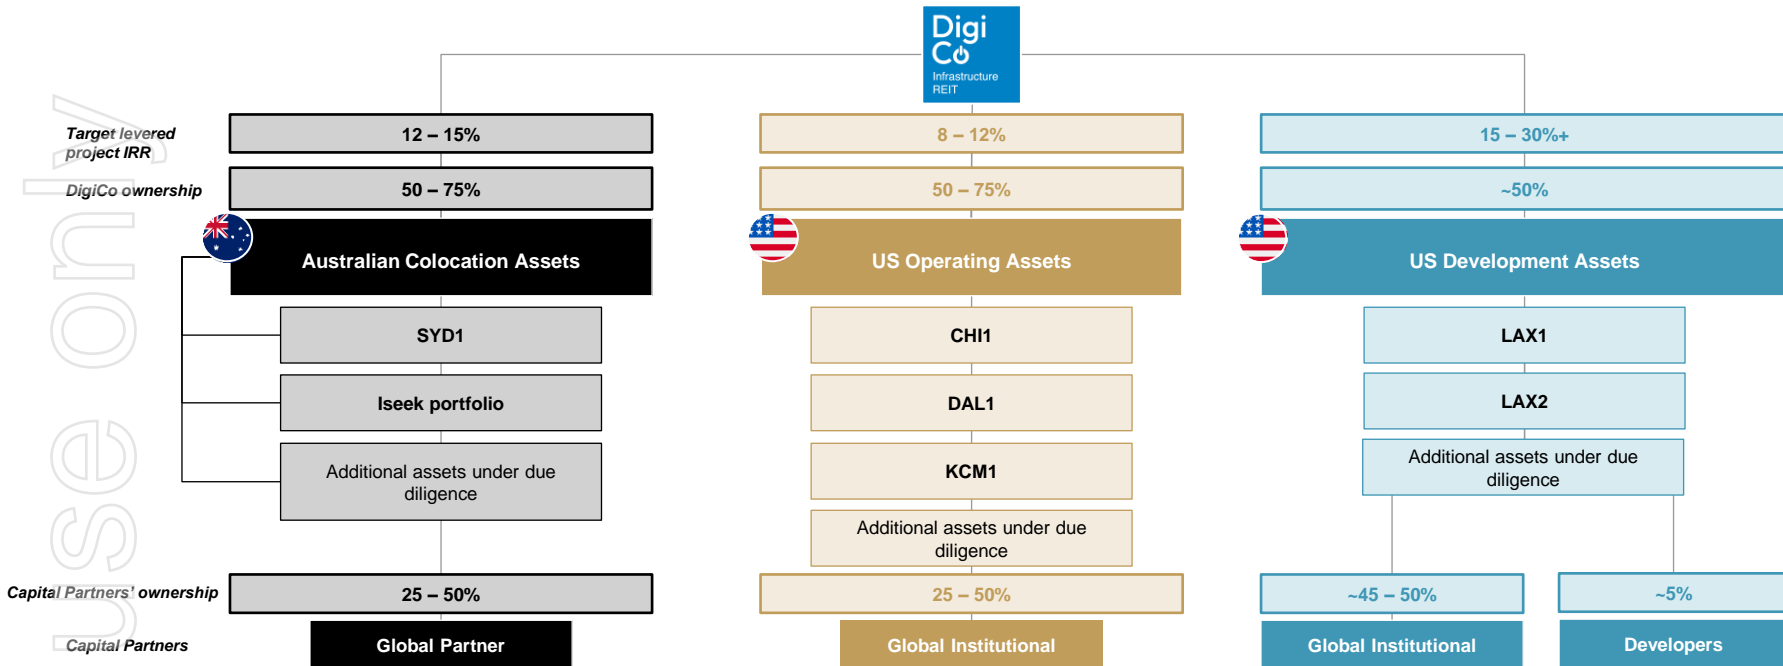 Digi
Co
Infrastructure
REIT
Target levered
project IRR
12 – 15%
8 – 12%
15 – 30%+
DigiCo ownership
50 – 75%
50 – 75%
~50%
Australian Colocation Assets
US Operating Assets
US Development Assets
SYD1
CHI1
LAX1
Iseek portfolio
DAL1
LAX2
Additional assets under due
diligence
KCM1
Additional assets under due
diligence
Additional assets under due
diligence
Capital Partners' ownership
25 – 50%
25 – 50%
~45 – 50%
~5%
Capital Partners
Global Partner
Global Institutional
Global Institutional
Developers
use only